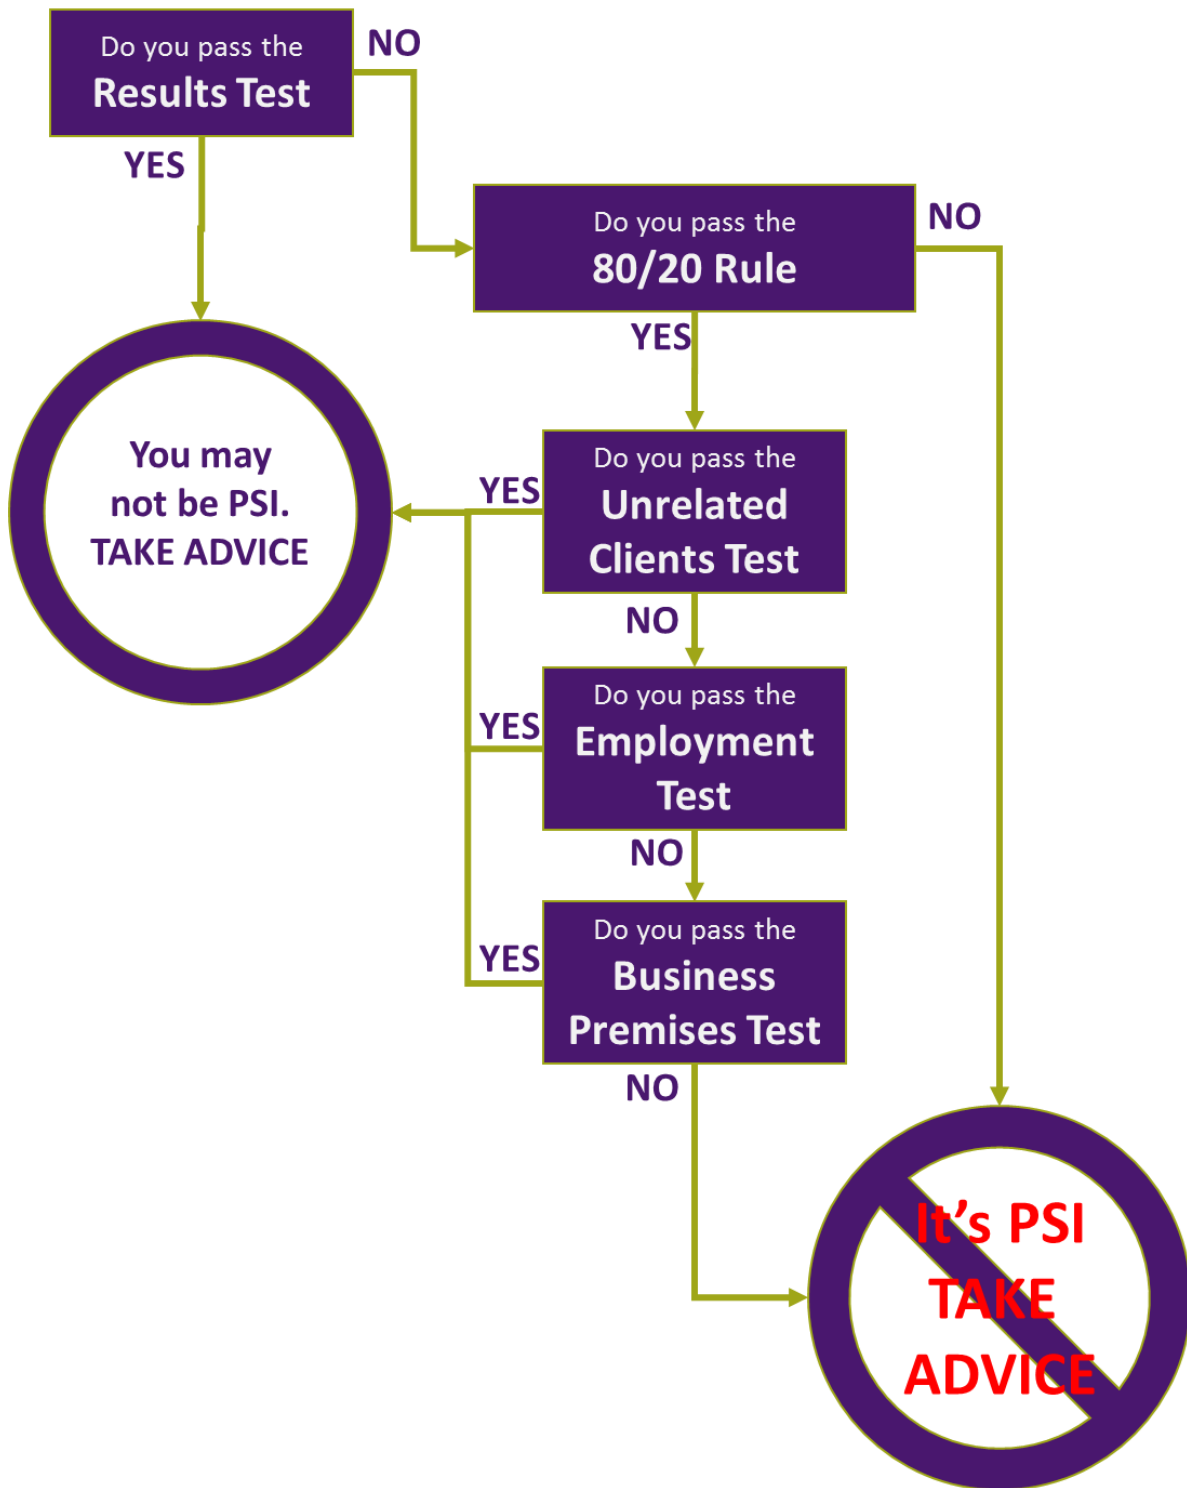 Do you pass the
Results Test
NO
YES
Do you pass the
80/20 Rule
NO
YES
You may
not be PSI.
TAKE ADVICE
Do you pass the
Unrelated
Clients Test
YES
NO
Do you pass the
Employment
Test
YES
NO
Do you pass the
Business
Premises Test
YES
NO
It's PSI
TAKE
ADVICE